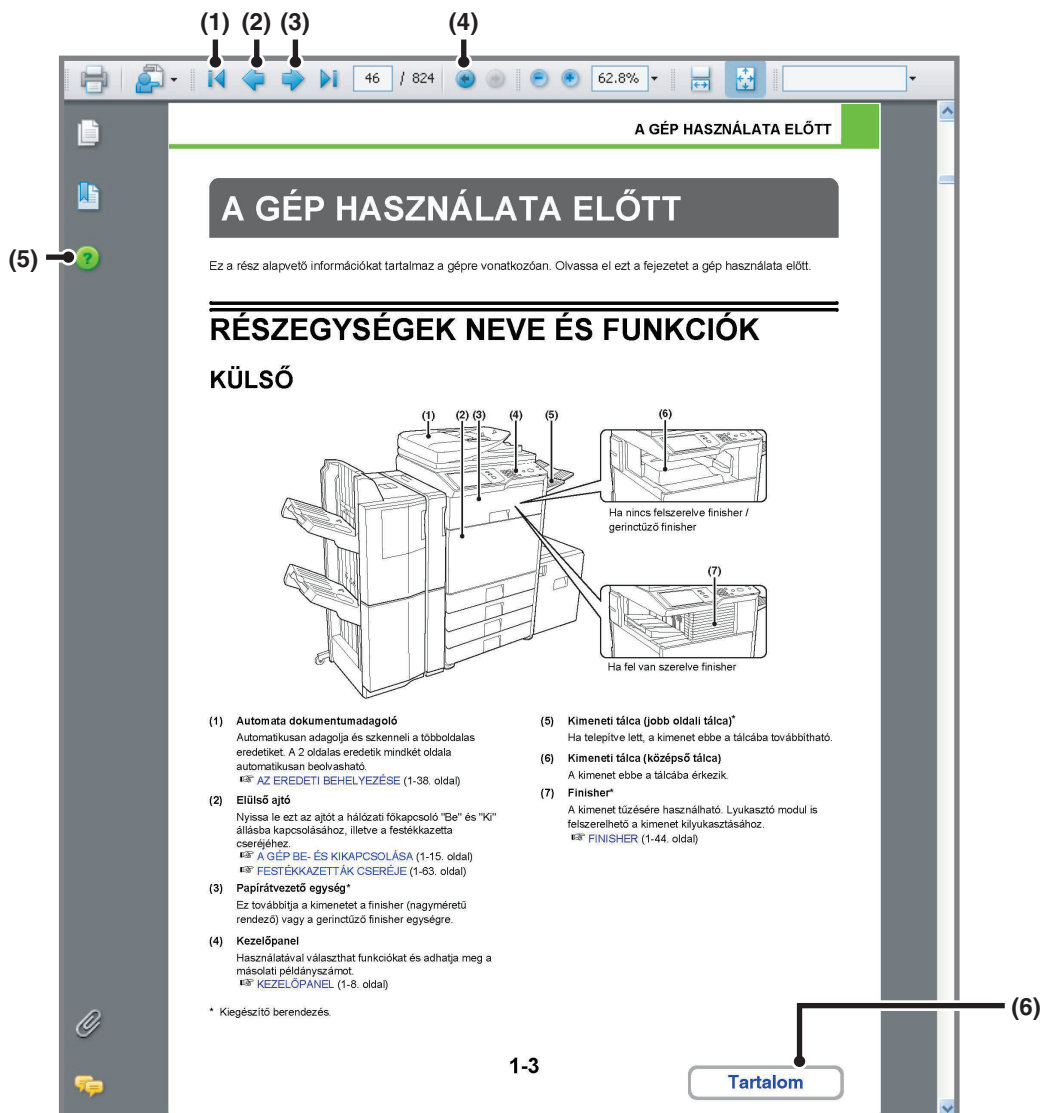 (1) (2) (3) (4)
46 / 824 62.8%
A GÉP HASZNÁLATA ELŐTT
A GÉP HASZNÁLATA ELŐTT
(5)
Ez a rész alapvető információkat tartalmaz a gépre vonatkozóan. Olvassa el ezt a fejezetet a gép használata előtt.
RÉSZEGYSÉGEK NEVE ÉS FUNKCIÓK
KÜLSŐ
(1) (2) (3) (4) (5) (6)
Ha nincs felszerelve finisher /
gerinctűző finisher
(7)
Ha fel van szerelve finisher
(1) Automata dokumentumadagoló
Automatikusan adagolja és szkenneli a többoldalas
eredetiket. A 2 oldalas eredetik mindkét oldala
automatikusan beolvasható.
☞ AZ EREDETI BEHELYEZÉSE (1-38. oldal)
(2) Elülső ajtó
Nyissa le ezt az ajtót a hálózati főkapcsoló "Be" és "Ki"
állásba kapcsolásához, illetve a festékkazetta
cseréjéhez.
☞ A GÉP BE- ÉS KIKAPCSOLÁSA (1-15. oldal)
☞ FESTÉKKAZETTÁK CSERÉJE (1-63. oldal)
(3) Papírátvezető egység*
Ez továbbítja a kimenetet a finisher (nagyméretű
rendező) vagy a gerinctűző finisher egységre.
(4) Kezelőpanel
Használatával választhat funkciókat és adhatja meg a
másolati példányszámot.
☞ KEZELŐPANEL (1-8. oldal)
* Kiegészítő berendezés.
(5) Kimeneti tálca (jobb oldali tálca)*
Ha telepítve lett, a kimenet ebbe a tálcába továbbítható.
(6) Kimeneti tálca (középső tálca)
A kimenet ebbe a tálcába érkezik.
(7) Finisher*
A kimenet tűzésére használható. Lyukasztó modul is
felszerelhető a kimenet kilyukasztásához.
☞ FINISHER (1-44. oldal)
(6)
1-3
Tartalom